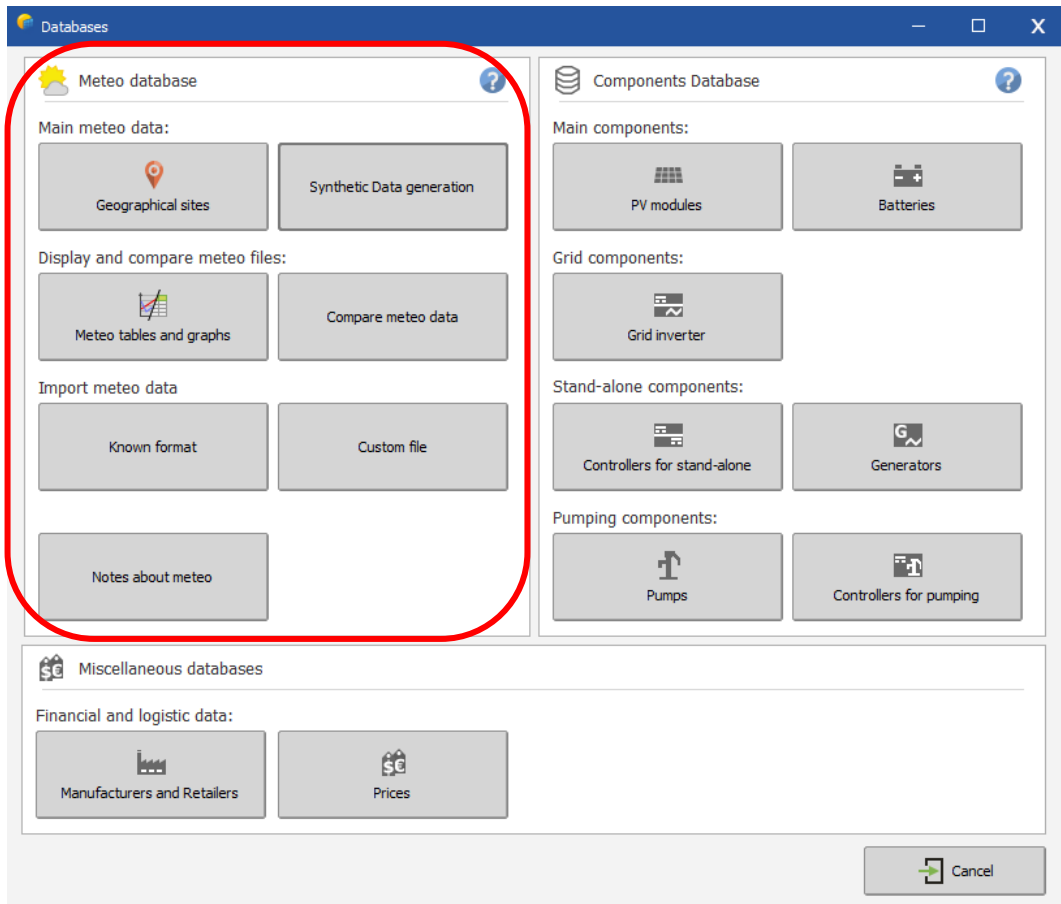 Databases
Meteo database
Main meteo data:
Geographical sites
Synthetic Data generation
Display and compare meteo files:
Meteo tables and graphs
Compare meteo data
Import meteo data
Known format
Custom file
Notes about meteo
Components Database
Main components:
PV modules
Batteries
Grid components:
Grid inverter
Stand-alone components:
Controllers for stand-alone
G
Generators
Pumping components:
Pumps
Controllers for pumping
Miscellaneous databases
Financial and logistic data:
Manufacturers and Retailers
Prices
Cancel